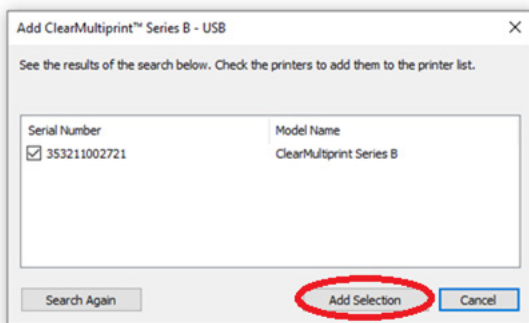 Add ClearMultiprint™ Series B - USB
See the results of the search below. Check the printers to add them to the printer list.
Serial Number Model Name
353211002721 ClearMultiprint Series B
Search Again Add Selection Cancel